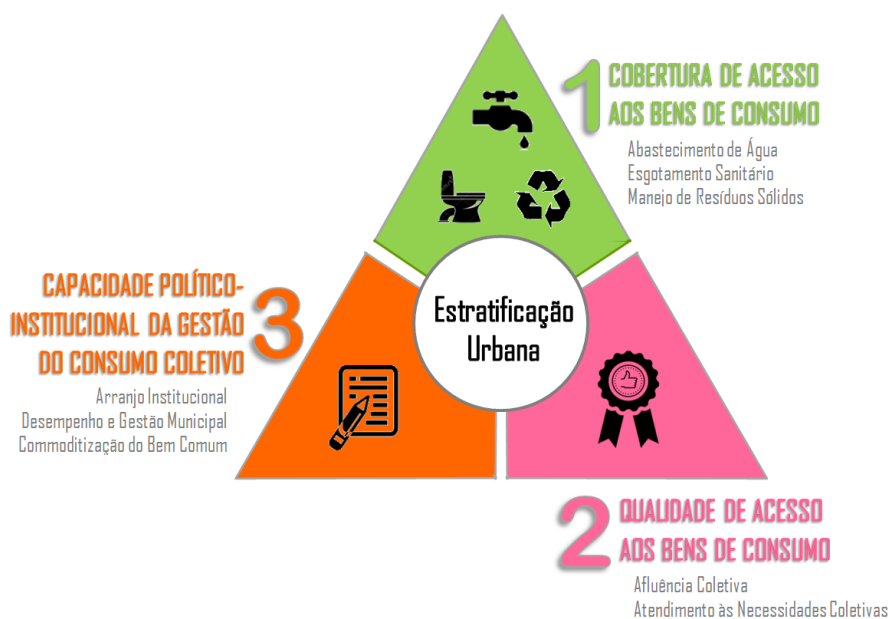 1
COBERTURA DE ACESSO
AOS BENS DE CONSUMO
Abastecimento de Água
Esgotamento Sanitário
Manejo de Resíduos Sólidos
Estratificação
Urbana
3
CAPACIDADE POLÍTICO-
INSTITUCIONAL DA GESTÃO
DO CONSUMO COLETIVO
Arranjo Institucional
Desempenho e Gestão Municipal
Commoditização do Bem Comum
2
QUALIDADE DE ACESSO
AOS BENS DE CONSUMO
Afluência Coletiva
Atendimento às Necessidades Coletivas